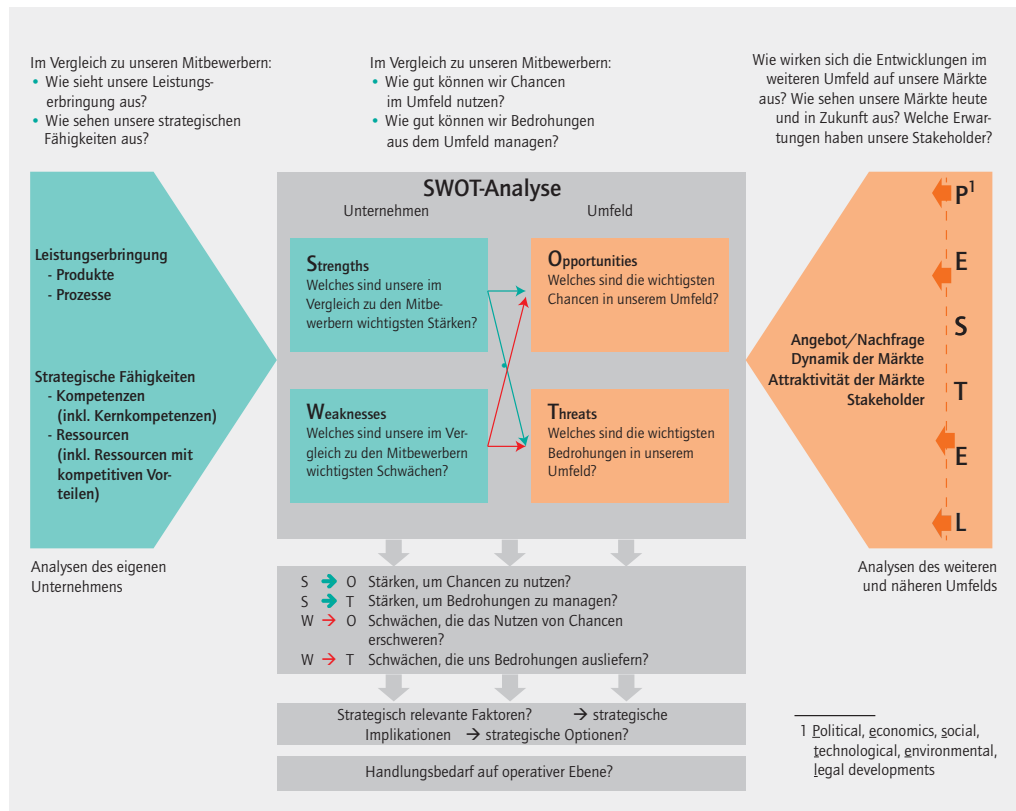 Im Vergleich zu unseren Mitbewerbern:
• Wie sieht unsere Leistungs-
erbringung aus?
• Wie sehen unsere strategischen
Fähigkeiten aus?
Im Vergleich zu unseren Mitbewerbern:
• Wie gut können wir Chancen
im Umfeld nutzen?
• Wie gut können wir Bedrohungen
aus dem Umfeld managen?
Wie wirken sich die Entwicklungen im
weiteren Umfeld auf unsere Märkte
aus? Wie sehen unsere Märkte heute
und in Zukunft aus? Welche Erwar-
tungen haben unsere Stakeholder?
Leistungserbringung
- Produkte
- Prozesse
Strategische Fähigkeiten
- Kompetenzen
(inkl. Kernkompetenzen)
- Ressourcen
(inkl. Ressourcen mit
kompetitiven Vor-
teilen)
Analysen des eigenen
Unternehmens
SWOT-Analyse
Unternehmen
Umfeld
Strengths
Welches sind unsere im
Vergleich zu den Mitbe-
werbern wichtigsten Stärken?
Opportunities
Welches sind die wichtigsten
Chancen in unserem Umfeld?
Weaknesses
Welches sind unsere im Ver-
gleich zu den Mitbewerbern
wichtigsten Schwächen?
Threats
Welches sind die wichtigsten
Bedrohungen in unserem
Umfeld?
Angebot/Nachfrage
Dynamik der Märkte
Attraktivität der Märkte
Stakeholder
P¹
E
S
T
E
L
Analysen des weiteren
und näheren Umfelds
S → O Stärken, um Chancen zu nutzen?
S → T Stärken, um Bedrohungen zu managen?
W → O Schwächen, die das Nutzen von Chancen
erschweren?
W → T Schwächen, die uns Bedrohungen ausliefern?
Strategisch relevante Faktoren? → strategische
Implikationen → strategische Optionen?
Handlungsbedarf auf operativer Ebene?
1 Political, economics, social,
technological, environmental,
legal developments